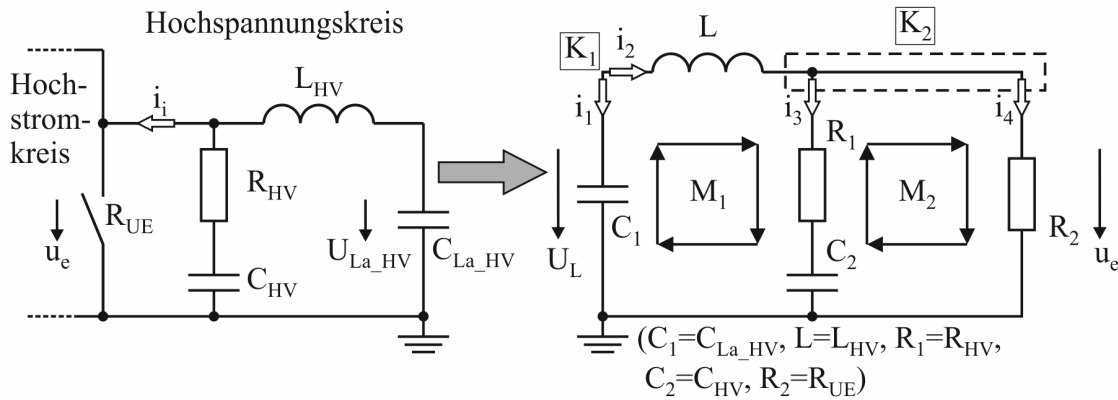 Hochspannungskreis
Hoch-
strom-
kreis
i_i
L_HV
R_HV
R_UE
u_e
C_HV
U_La_HV
C_La_HV
K_1
i_2
L
K_2
i_1
i_3
i_4
R_1
M_1
M_2
C_1
U_L
C_2
R_2
u_e
(C_1=C_La_HV, L=L_HV, R_1=R_HV,
C_2=C_HV, R_2=R_UE)